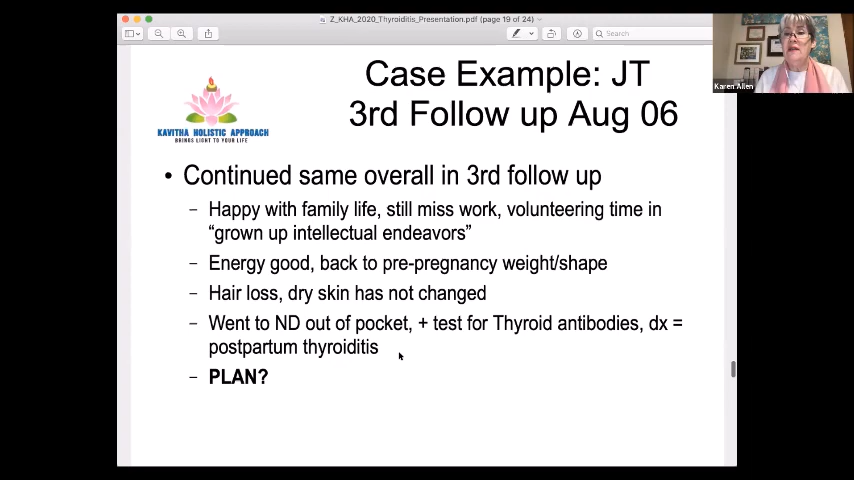 Z_KHA_2020_Thyroiditis_Presentation.pdf (page 19 of 24)
Search
Karen Allen
Case Example: JT
3rd Follow up Aug 06
KAVITHA HOLISTIC APPROACH
BRINGS LIGHT TO YOUR LIFE
• Continued same overall in 3rd follow up
– Happy with family life, still miss work, volunteering time in
“grown up intellectual endeavors”
– Energy good, back to pre-pregnancy weight/shape
– Hair loss, dry skin has not changed
– Went to ND out of pocket, + test for Thyroid antibodies, dx =
postpartum thyroiditis
– PLAN?